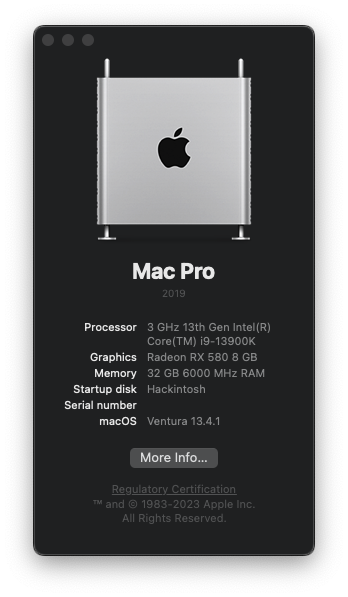 Mac Pro
2019
Processor 3 GHz 13th Gen Intel(R)
Core(TM) i9-13900K
Graphics Radeon RX 580 8 GB
Memory 32 GB 6000 MHz RAM
Startup disk Hackintosh
Serial number
macOS Ventura 13.4.1
More Info...
Regulatory Certification
™ and © 1983-2023 Apple Inc.
All Rights Reserved.